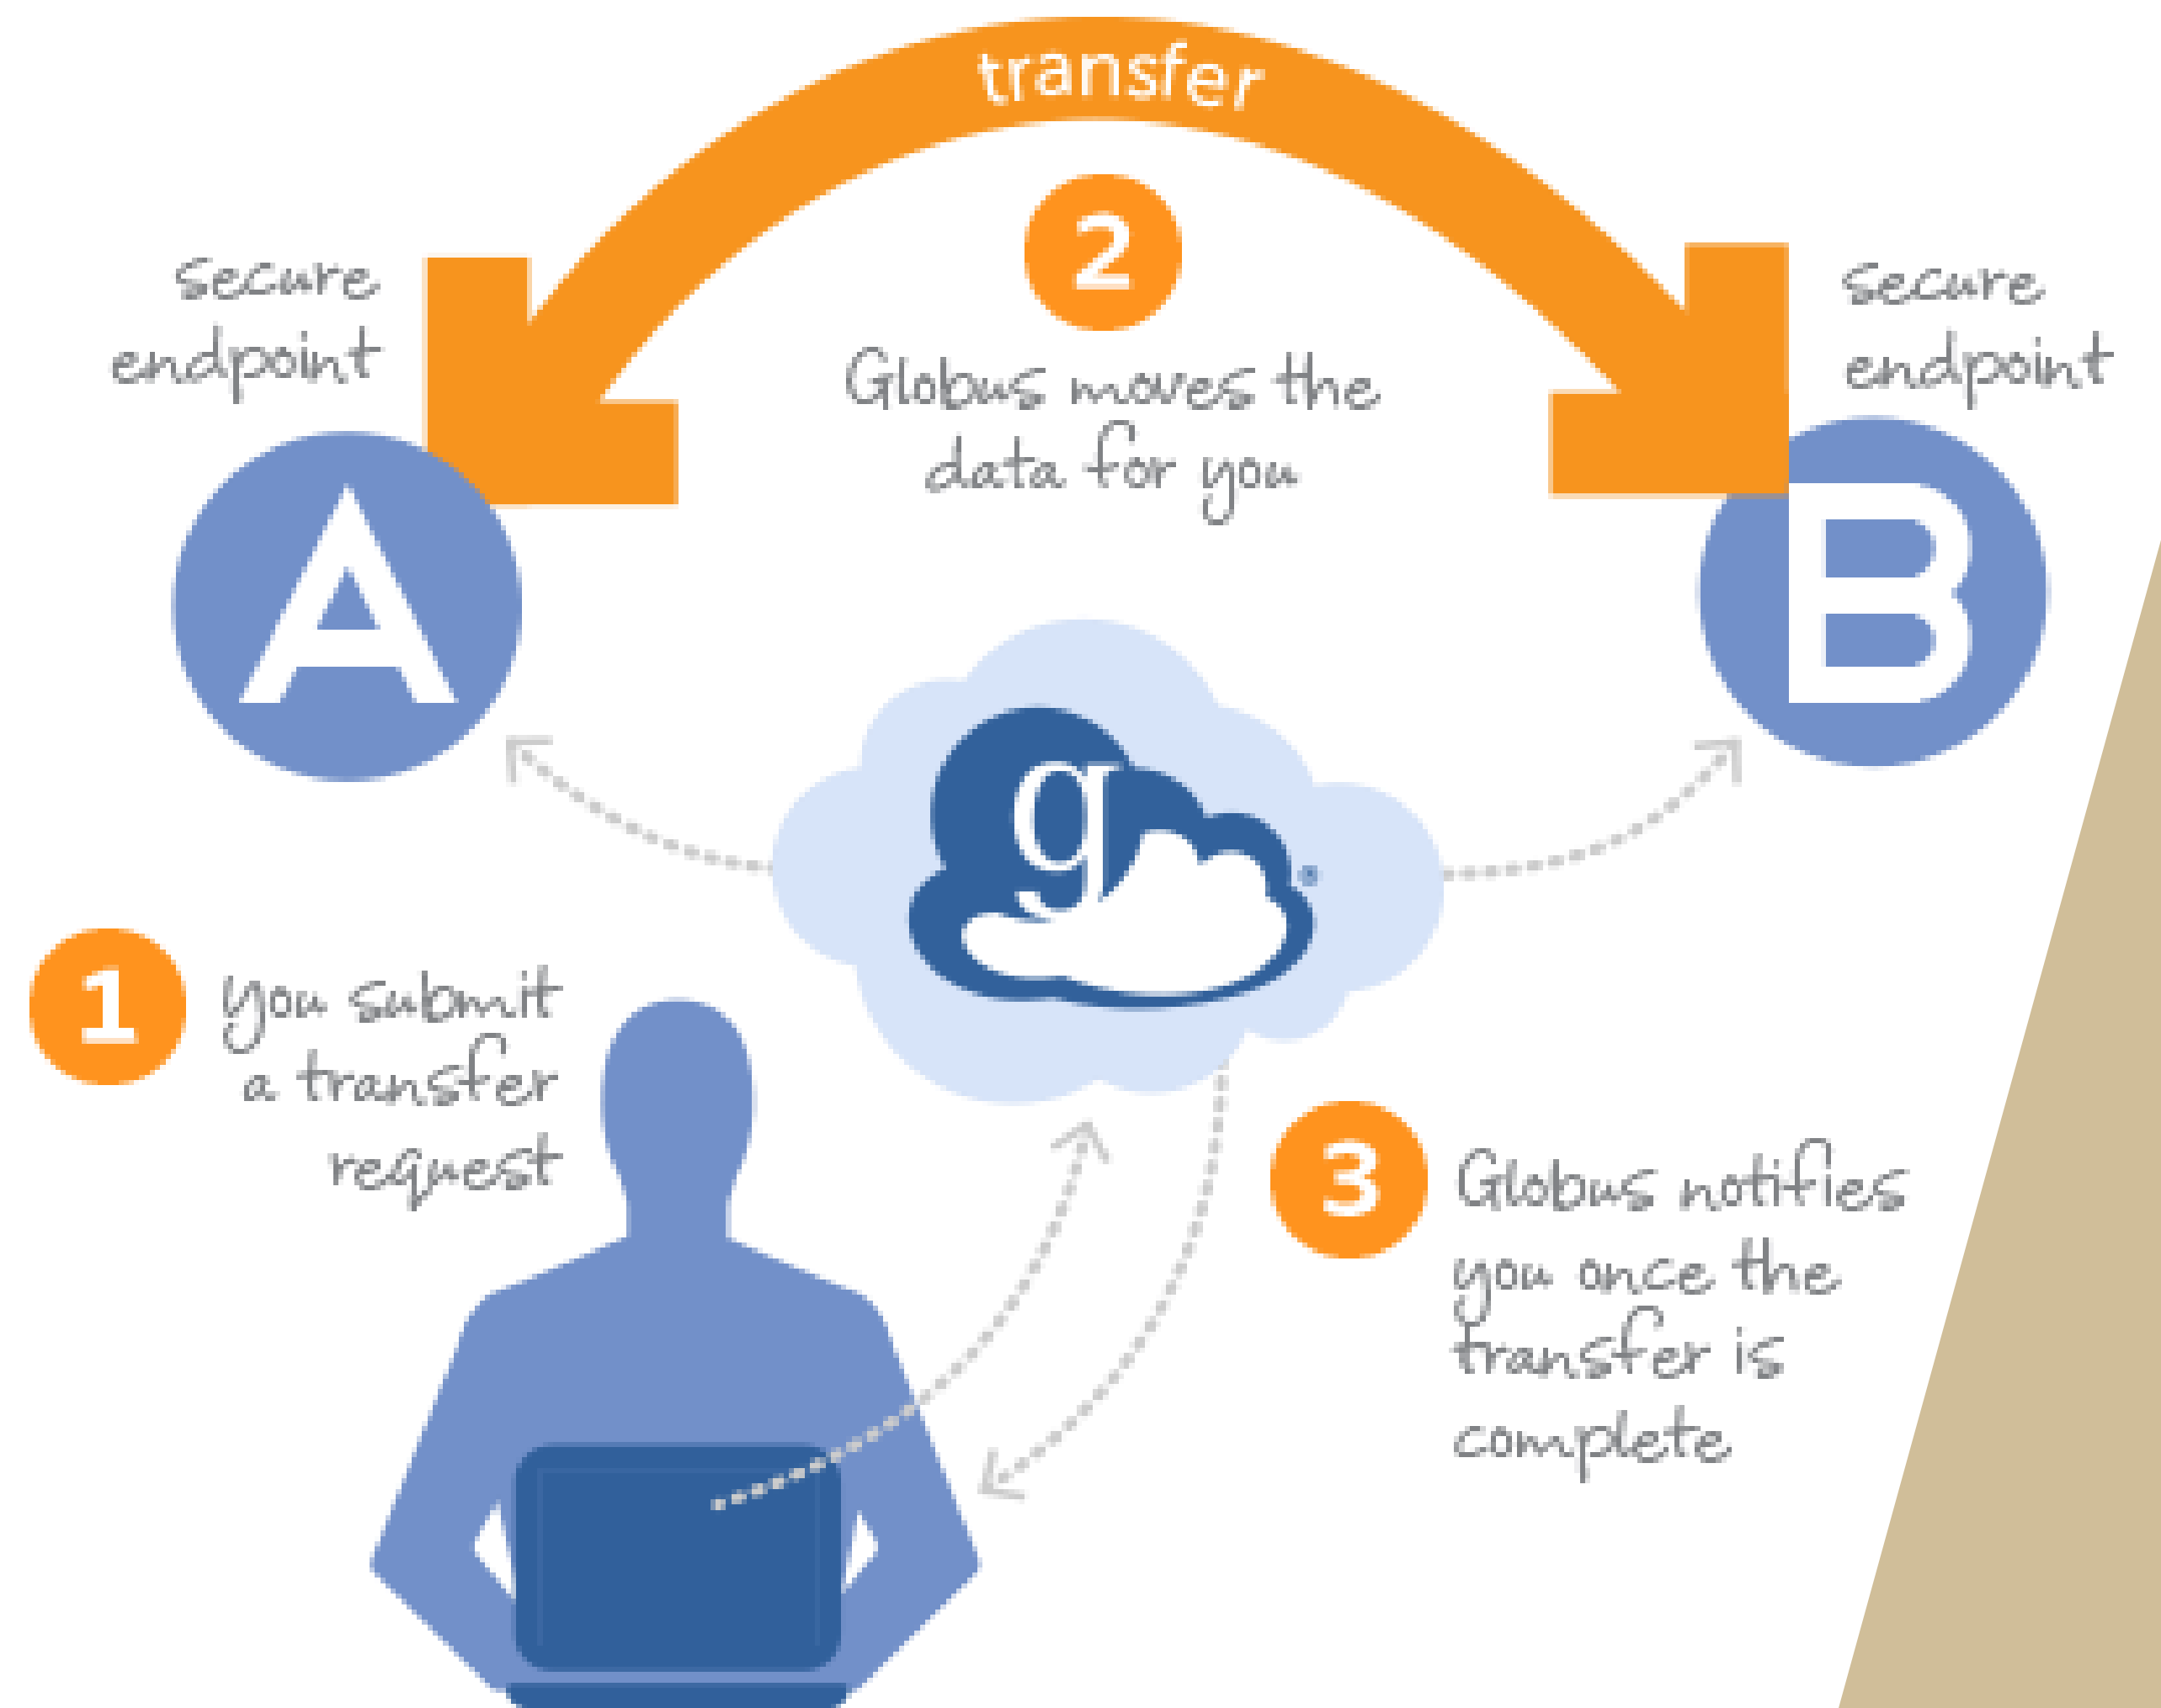 transfer
2
Globus moves the
data for you
secure
endpoint
A
secure
endpoint
B
g
®
1
you submit
a transfer
request
3
Globus notifies
you once the
transfer is
complete